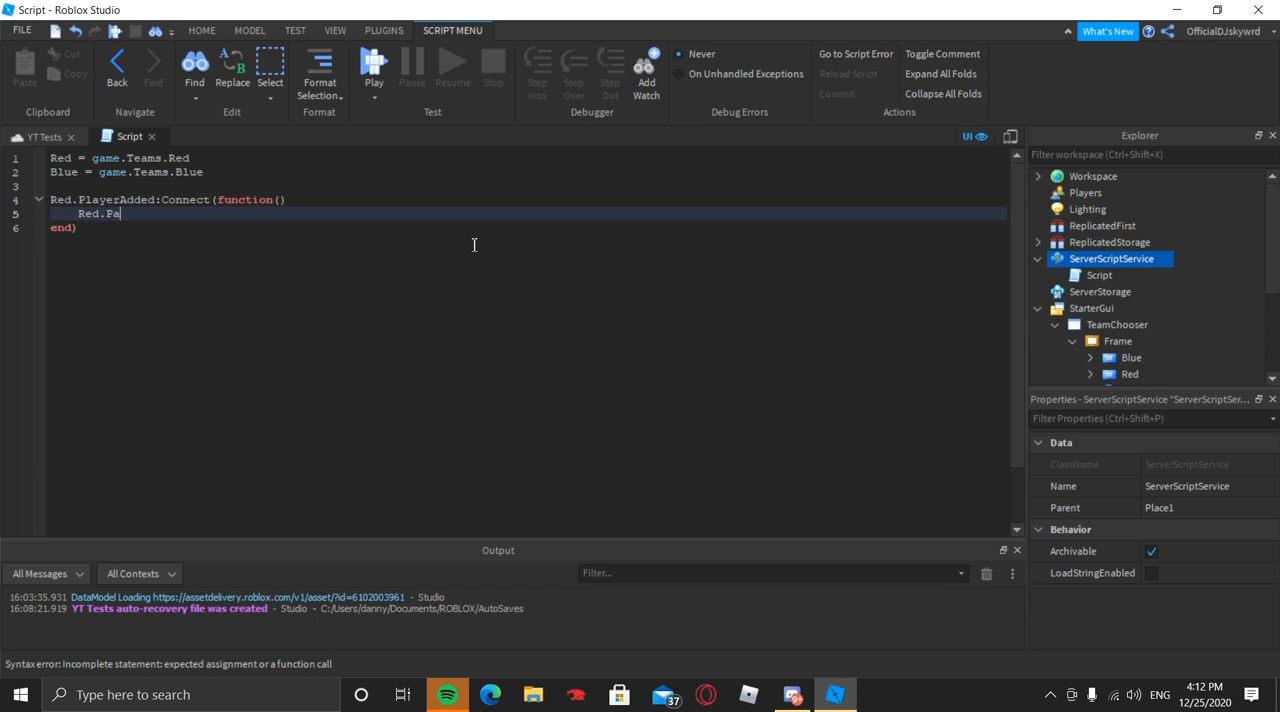 Script - Roblox Studio
FILE HOME MODEL TEST VIEW PLUGINS SCRIPT MENU What's New OfficialDJskywrd
Paste Cut Copy Back Fwd Find Replace Select Format Selection Play Pause Resume Stop Step Into Step Over Step Out Add Watch
Never
On Unhandled Exceptions
Go to Script Error Toggle Comment
Reload Script Expand All Folds
Commit Collapse All Folds
Clipboard Navigate Edit Format Test Debugger Debug Errors Actions
YT Tests Script UI
1 Red = game.Teams.Red
2 Blue = game.Teams.Blue
3
4 Red.PlayerAdded:Connect(function()
5 Red.Pa
6 end)
Explorer
Filter workspace (Ctrl+Shift+X)
Workspace
Players
Lighting
ReplicatedFirst
ReplicatedStorage
ServerScriptService
Script
ServerStorage
StarterGui
TeamChooser
Frame
TXT Blue
TXT Red
Properties - ServerScriptService "ServerScriptSer...
Filter Properties (Ctrl+Shift+P)
Data
ClassName ServerScriptService
Name ServerScriptService
Parent Place1
Behavior
Archivable
LoadStringEnabled
Output
All Messages All Contexts Filter...
16:03:35.931 DataModel Loading https://assetdelivery.roblox.com/v1/asset/?id=6102003961 - Studio
16:08:21.919 YT Tests auto-recovery file was created - Studio - C:/Users/danny/Documents/ROBLOX/AutoSaves
Syntax error: Incomplete statement: expected assignment or a function call
Type here to search 37 9+ ENG 4:12 PM
12/25/2020